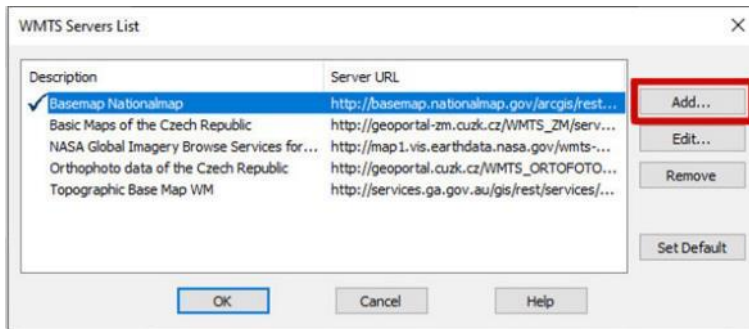 WMTS Servers List
Description Server URL
Basemap Nationalmap http://basemap.nationalmap.gov/arcgis/rest...
Basic Maps of the Czech Republic http://geoportal-zm.cuzk.cz/WMTS_ZM/serv...
NASA Global Imagery Browse Services for... http://map1.vis.earthdata.nasa.gov/wmts-...
Orthophoto data of the Czech Republic http://geoportal.cuzk.cz/WMTS_ORTOFOTO...
Topographic Base Map WM http://services.ga.gov.au/gis/rest/services/...
Add...
Edit...
Remove
Set Default
OK Cancel Help